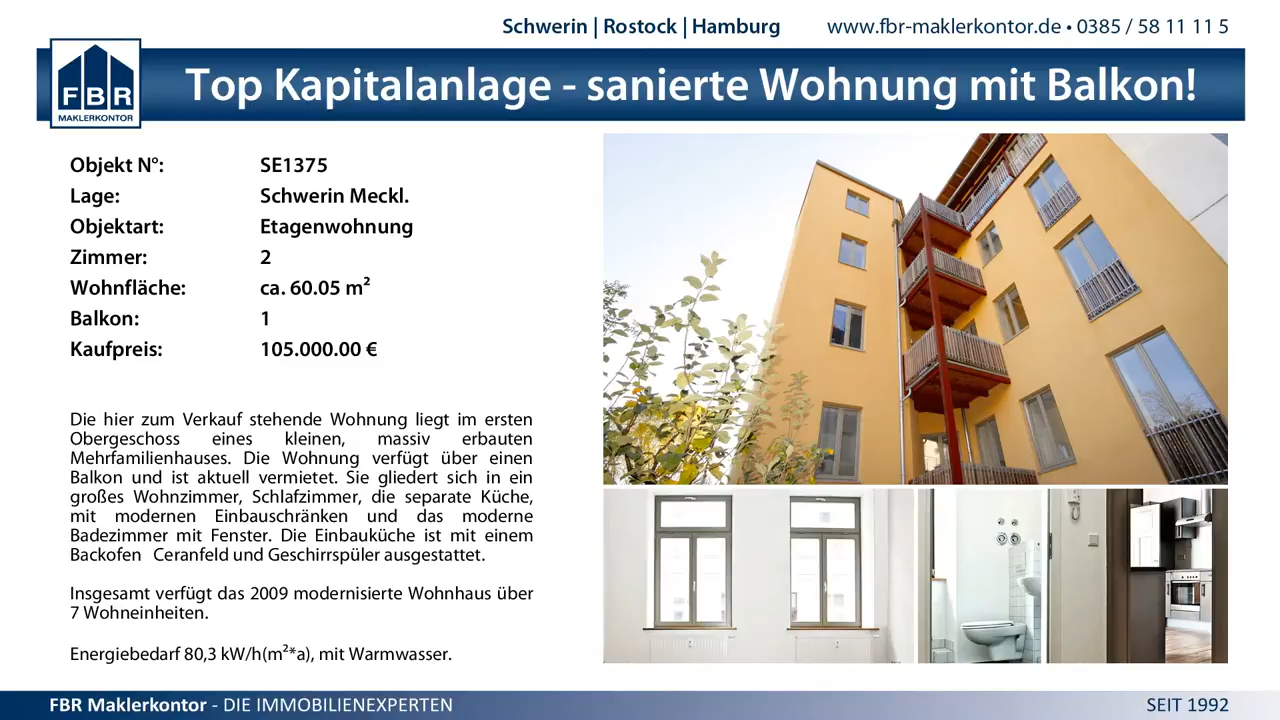 Schwerin | Rostock | Hamburg www.fbr-maklerkontor.de • 0385 / 58 11 11 5
FBR
MAKLERKONTOR
Top Kapitalanlage - sanierte Wohnung mit Balkon!
Objekt N°: SE1375
Lage: Schwerin Meckl.
Objektart: Etagenwohnung
Zimmer: 2
Wohnfläche: ca. 60.05 m²
Balkon: 1
Kaufpreis: 105.000.00 €
Die hier zum Verkauf stehende Wohnung liegt im ersten
Obergeschoss eines kleinen, massiv erbauten
Mehrfamilienhauses. Die Wohnung verfügt über einen
Balkon und ist aktuell vermietet. Sie gliedert sich in ein
großes Wohnzimmer, Schlafzimmer, die separate Küche,
mit modernen Einbauschränken und das moderne
Badezimmer mit Fenster. Die Einbauküche ist mit einem
Backofen Ceranfeld und Geschirrspüler ausgestattet.
Insgesamt verfügt das 2009 modernisierte Wohnhaus über
7 Wohneinheiten.
Energiebedarf 80,3 kW/h(m²*a), mit Warmwasser.
FBR Maklerkontor - DIE IMMOBILIENEXPERTEN SEIT 1992